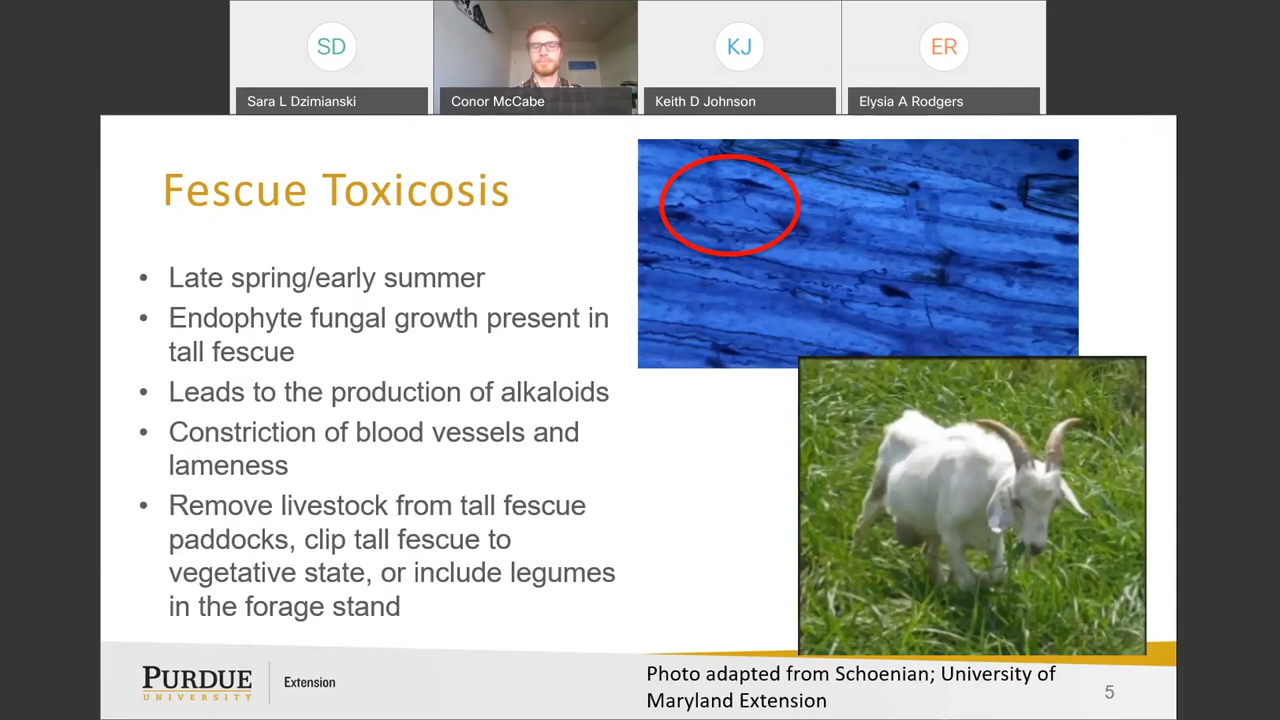 SD
KJ
ER
Sara L Dzimianski
Conor McCabe
Keith D Johnson
Elysia A Rodgers
Fescue Toxicosis
• Late spring/early summer
• Endophyte fungal growth present in
tall fescue
• Leads to the production of alkaloids
• Constriction of blood vessels and
lameness
• Remove livestock from tall fescue
paddocks, clip tall fescue to
vegetative state, or include legumes
in the forage stand
PURDUE
UNIVERSITY
Extension
Photo adapted from Schoenian; University of
Maryland Extension
5